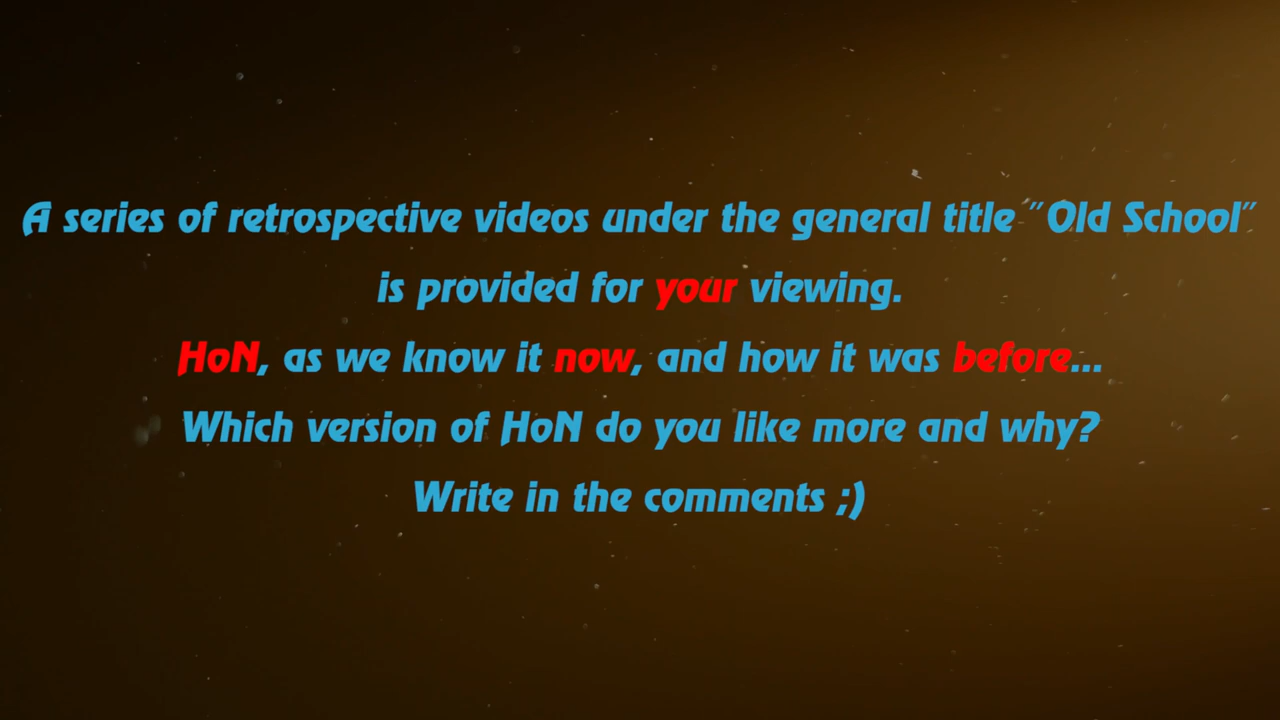 A series of retrospective videos under the general title "Old School"
is provided for your viewing.
HoN, as we know it now, and how it was before...
Which version of HoN do you like more and why?
Write in the comments ;)